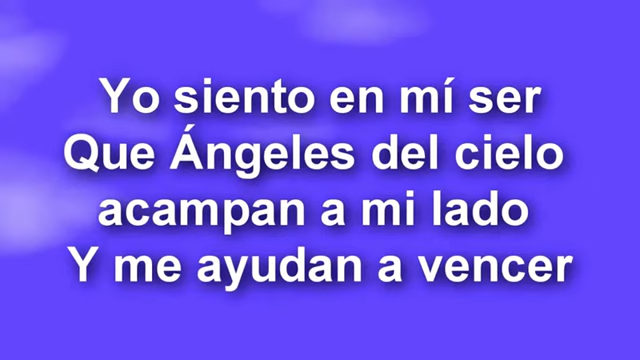 Yo siento en mí ser
Que Ángeles del cielo
acampan a mi lado
Y me ayudan a vencer